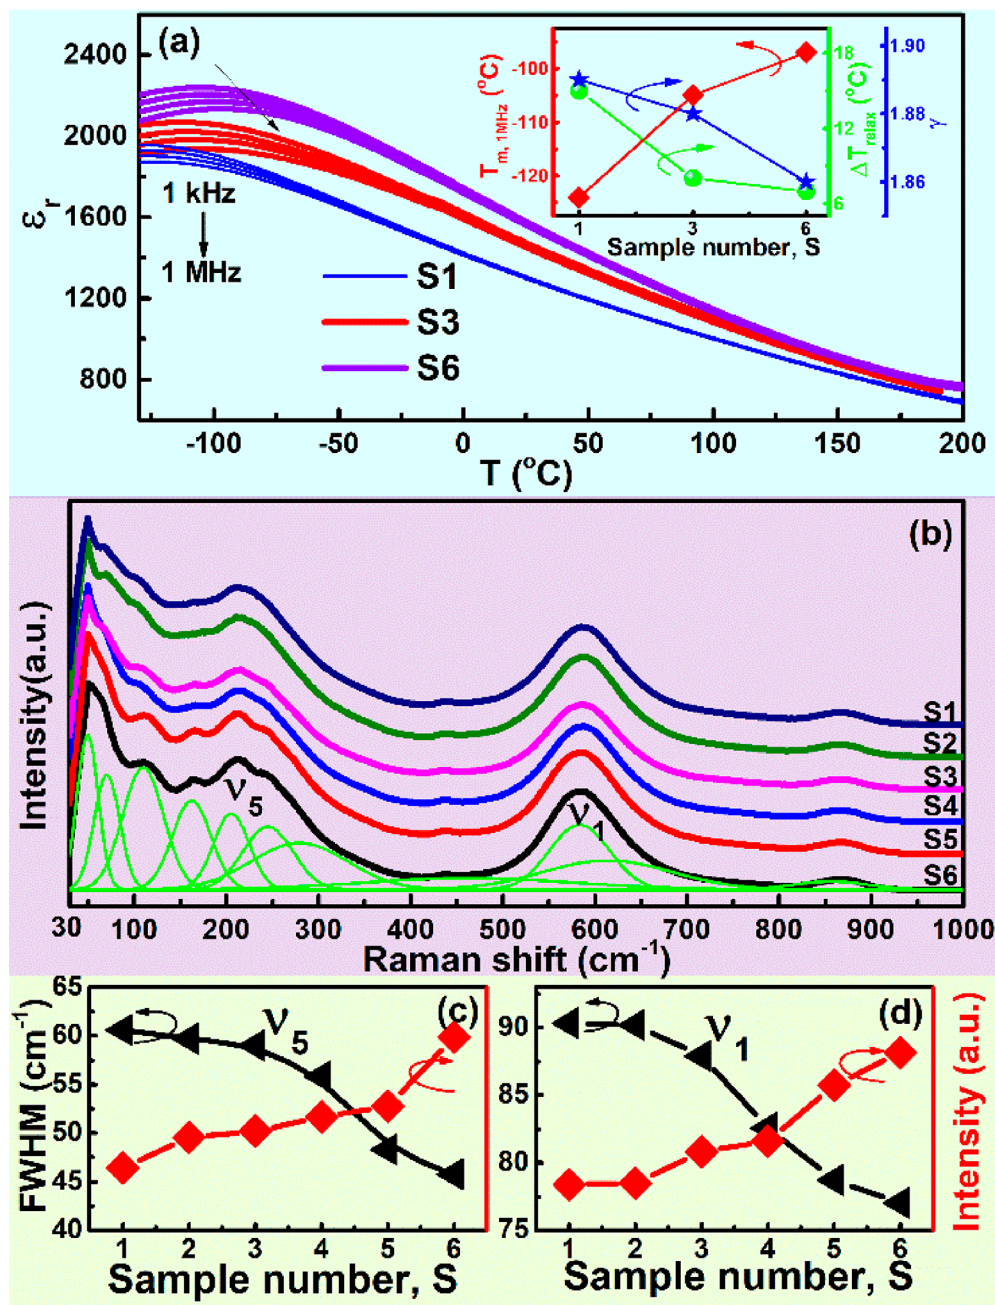 (a)
2400
2000
1600
1200
800
εr
1 kHz
1 MHz
S1
S3
S6
-100 -50 0 50 100 150 200
T (°C)
-100
-110
-120
Tm, 1MHz (°C)
18
12
6
ΔTrelax (°C)
1.90
1.88
1.86
γ
1 3 6
Sample number, S
(b)
Intensity(a.u.)
ν5
ν1
S1
S2
S3
S4
S5
S6
30 100 200 300 400 500 600 700 800 900 1000
Raman shift (cm-1)
(c)
65
60
55
50
45
40
FWHM (cm-1)
ν5
1 2 3 4 5 6
Sample number, S
(d)
90
85
80
75
ν1
Intensity (a.u.)
1 2 3 4 5 6
Sample number, S